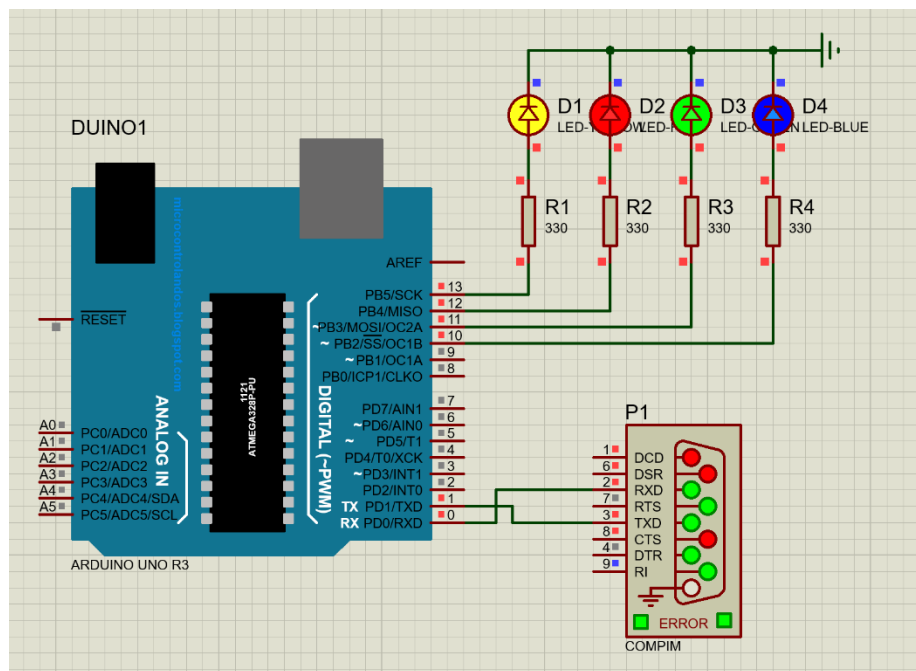 DUINO1
microcontrolandos.blogspot.com
RESET
1121
ATMEGA328P-PU
ANALOG IN
DIGITAL (~PWM)
A0 PC0/ADC0
A1 PC1/ADC1
A2 PC2/ADC2
A3 PC3/ADC3
A4 PC4/ADC4/SDA
A5 PC5/ADC5/SCL
AREF
PB5/SCK 13
PB4/MISO 12
~PB3/MOSI/OC2A 11
~ PB2/SS/OC1B 10
~ PB1/OC1A 9
PB0/ICP1/CLKO 8
PD7/AIN1 7
~PD6/AIN0 6
~ PD5/T1 5
PD4/T0/XCK 4
~PD3/INT1 3
PD2/INT0 2
TX PD1/TXD 1
RX PD0/RXD 0
ARDUINO UNO R3
D1
D2
D3
D4
LED-BLUE
R1
330
R2
330
R3
330
R4
330
P1
1 DCD
6 DSR
2 RXD
7 RTS
3 TXD
8 CTS
4 DTR
9 RI
ERROR
COMPIM